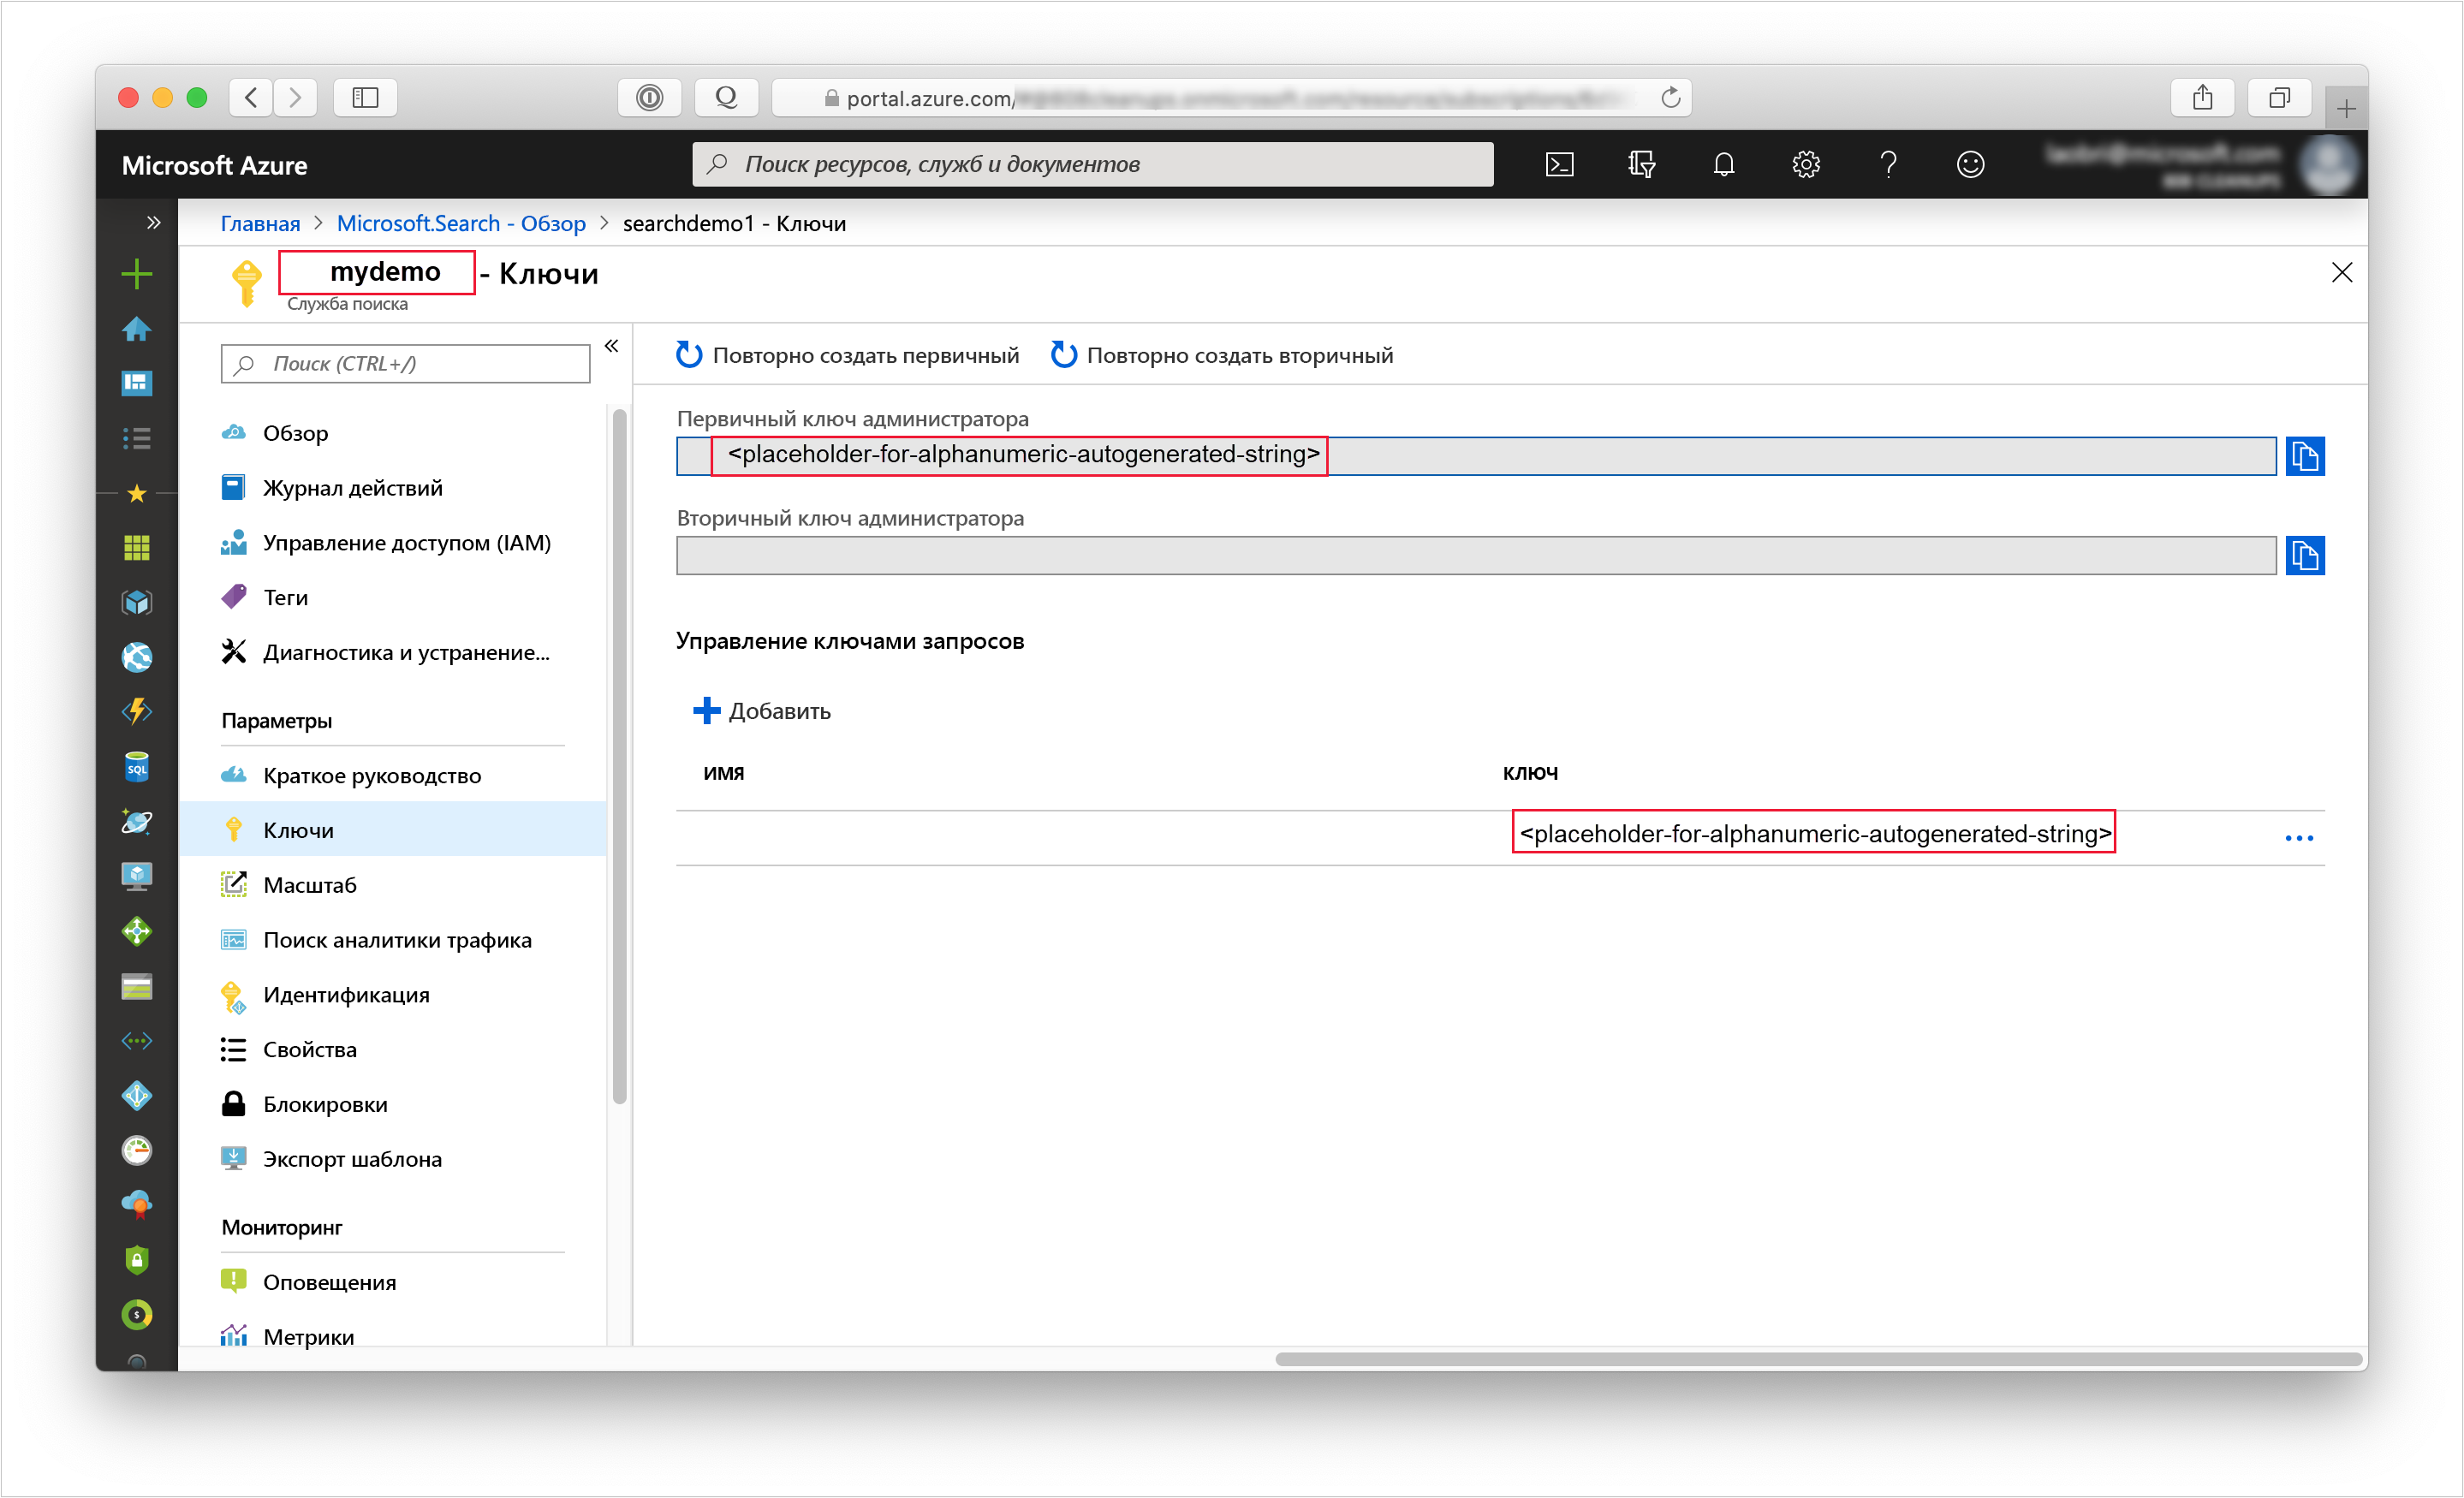 portal.azure.com/
Microsoft Azure
Поиск ресурсов, служб и документов
Главная > Microsoft.Search - Обзор > searchdemo1 - Ключи
mydemo - Ключи
Служба поиска
Поиск (CTRL+/)
Обзор
Журнал действий
Управление доступом (IAM)
Теги
Диагностика и устранение...
Параметры
Краткое руководство
Ключи
Масштаб
Поиск аналитики трафика
Идентификация
Свойства
Блокировки
Экспорт шаблона
Мониторинг
Оповещения
Метрики
Повторно создать первичный Повторно создать вторичный
Первичный ключ администратора
<placeholder-for-alphanumeric-autogenerated-string>
Вторичный ключ администратора
Управление ключами запросов
Добавить
ИМЯ КЛЮЧ
<placeholder-for-alphanumeric-autogenerated-string>
SQL